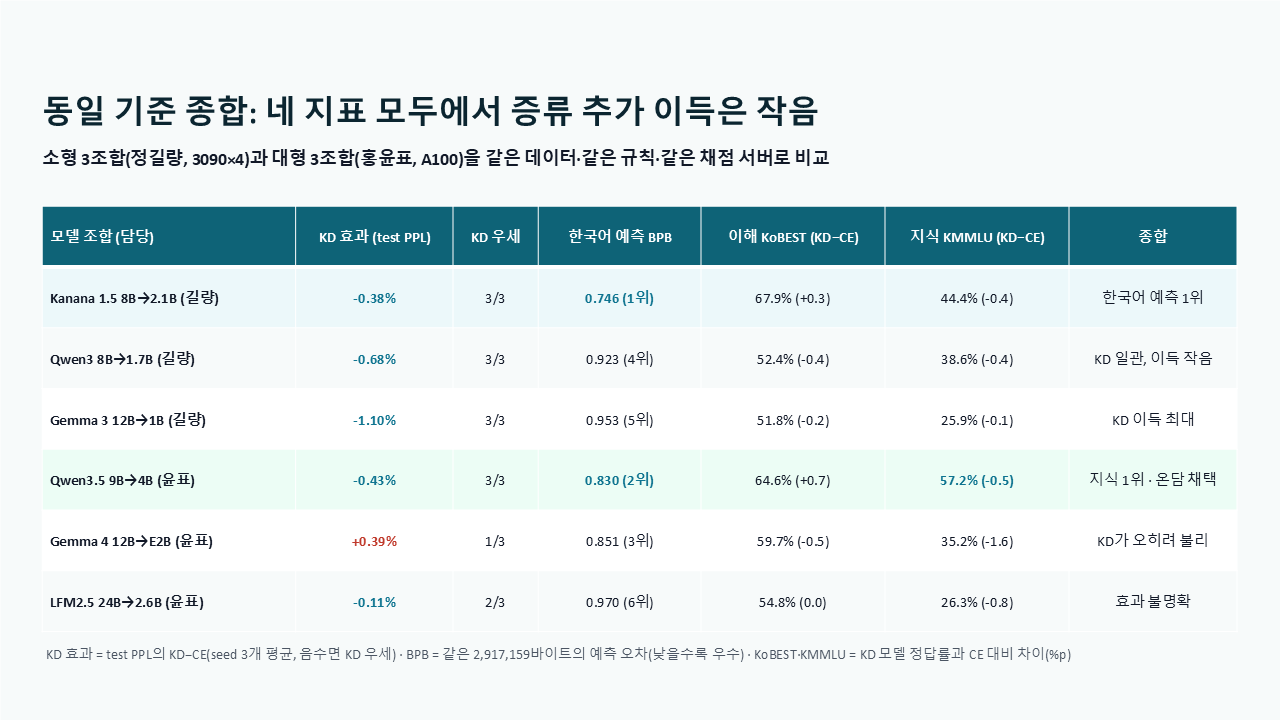 동일 기준 종합: 네 지표 모두에서 증류 추가 이득은 작음
소형 3조합(정길량, 3090×4)과 대형 3조합(홍윤표, A100)을 같은 데이터·같은 규칙·같은 채점 서버로 비교
모델 조합 (담당) KD 효과 (test PPL) KD 우세 한국어 예측 BPB 이해 KoBEST (KD−CE) 지식 KMMLU (KD−CE) 종합
Kanana 1.5 8B→2.1B (길량) -0.38% 3/3 0.746 (1위) 67.9% (+0.3) 44.4% (-0.4) 한국어 예측 1위
Qwen3 8B→1.7B (길량) -0.68% 3/3 0.923 (4위) 52.4% (-0.4) 38.6% (-0.4) KD 일관, 이득 작음
Gemma 3 12B→1B (길량) -1.10% 3/3 0.953 (5위) 51.8% (-0.2) 25.9% (-0.1) KD 이득 최대
Qwen3.5 9B→4B (윤표) -0.43% 3/3 0.830 (2위) 64.6% (+0.7) 57.2% (-0.5) 지식 1위 · 온담 채택
Gemma 4 12B→E2B (윤표) +0.39% 1/3 0.851 (3위) 59.7% (-0.5) 35.2% (-1.6) KD가 오히려 불리
LFM2.5 24B→2.6B (윤표) -0.11% 2/3 0.970 (6위) 54.8% (0.0) 26.3% (-0.8) 효과 불명확
KD 효과 = test PPL의 KD−CE(seed 3개 평균, 음수면 KD 우세) · BPB = 같은 2,917,159바이트의 예측 오차(낮을수록 우수) · KoBEST·KMMLU = KD 모델 정답률과 CE 대비 차이(%p)